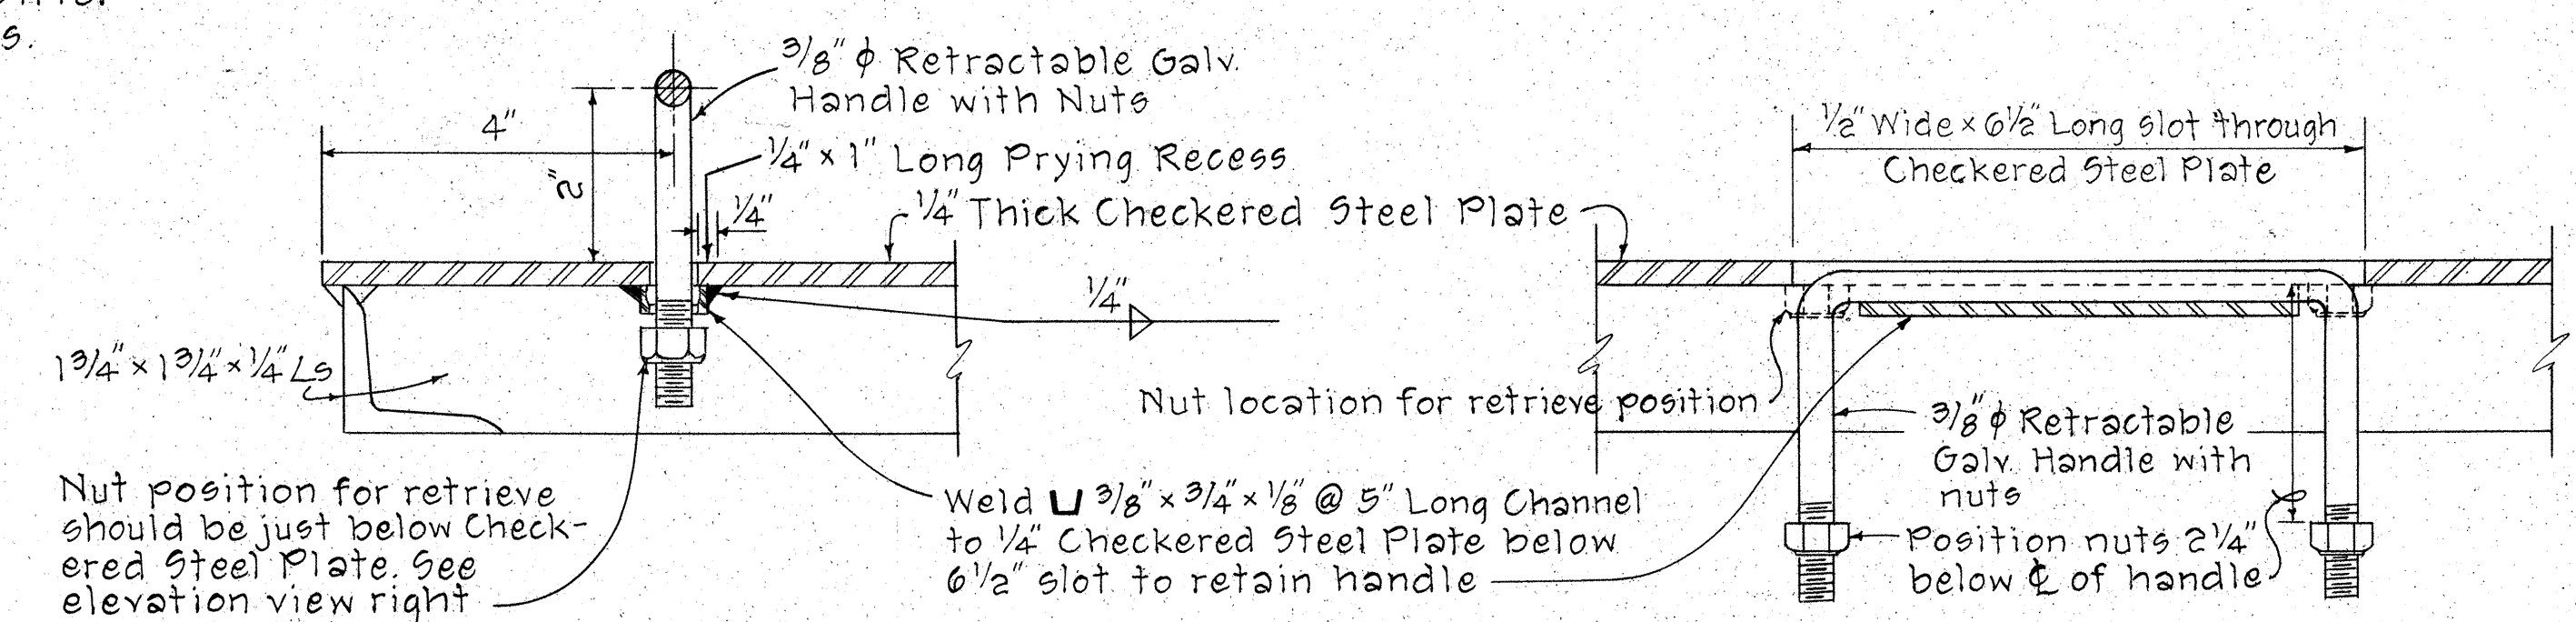 s.
3/8" ϕ Retractable Galv.
Handle with Nuts
4"
2"
1/4" x 1" Long Prying Recess
1/4"
1/4" Thick Checkered Steel Plate
1/2" Wide x 6 1/2" Long slot through
Checkered Steel Plate
1/4"
1 3/4" x 1 3/4" x 1/4" Ls
Nut location for retrieve position
3/8" ϕ Retractable
Galv. Handle with
nuts
Nut position for retrieve
should be just below Check-
ered Steel Plate. See
elevation view right
Weld ⊔ 3/8" x 3/4" x 1/8" @ 5" Long Channel
to 1/4" Checkered Steel Plate below
6 1/2" slot to retain handle
Position nuts 2 1/4"
below ℄ of handle